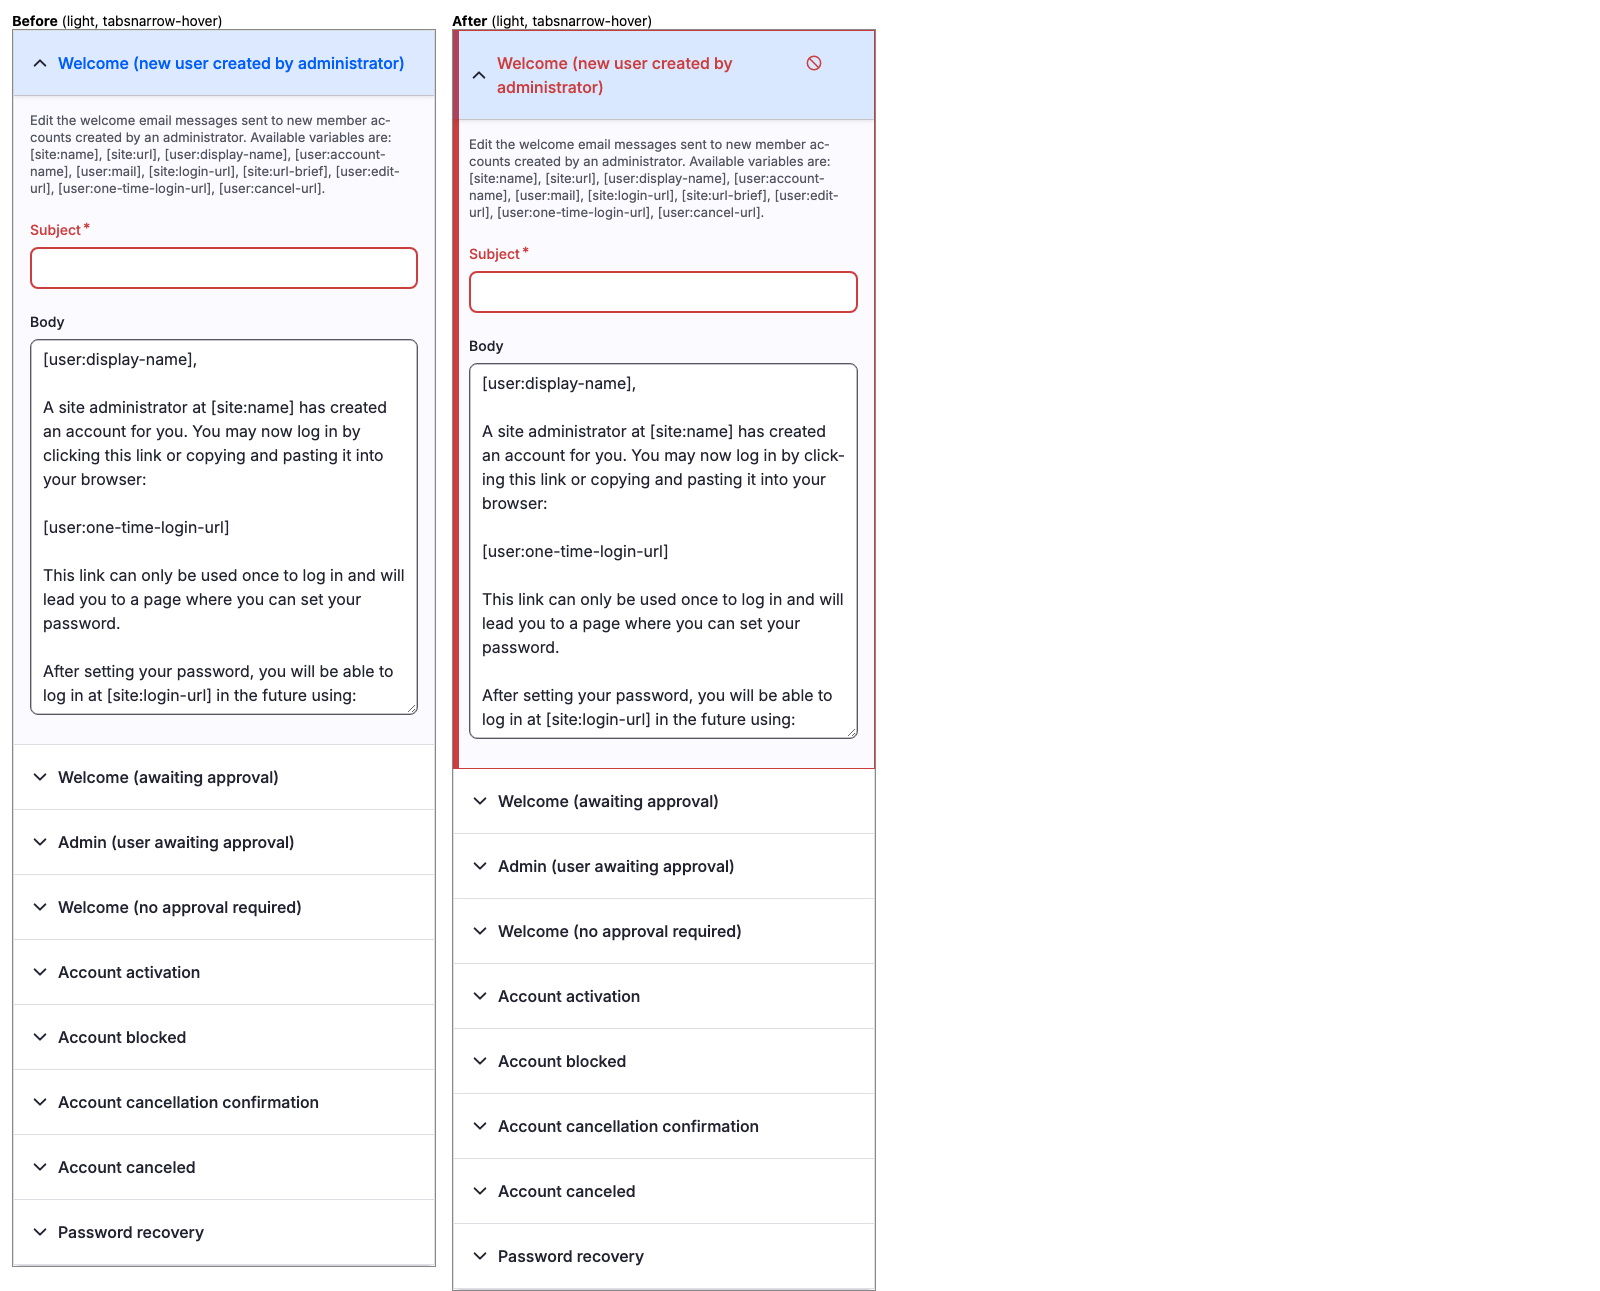 Before (light, tabsnarrow-hover)
Welcome (new user created by administrator)
Edit the welcome email messages sent to new member ac-
counts created by an administrator. Available variables are:
[site:name], [site:url], [user:display-name], [user:account-
name], [user:mail], [site:login-url], [site:url-brief], [user:edit-
url], [user:one-time-login-url], [user:cancel-url].
Subject*
Body
[user:display-name],
A site administrator at [site:name] has created
an account for you. You may now log in by
clicking this link or copying and pasting it into
your browser:
[user:one-time-login-url]
This link can only be used once to log in and will
lead you to a page where you can set your
password.
After setting your password, you will be able to
log in at [site:login-url] in the future using:
Welcome (awaiting approval)
Admin (user awaiting approval)
Welcome (no approval required)
Account activation
Account blocked
Account cancellation confirmation
Account canceled
Password recovery
After (light, tabsnarrow-hover)
Welcome (new user created by
administrator)
Edit the welcome email messages sent to new member ac-
counts created by an administrator. Available variables are:
[site:name], [site:url], [user:display-name], [user:account-
name], [user:mail], [site:login-url], [site:url-brief], [user:edit-
url], [user:one-time-login-url], [user:cancel-url].
Subject*
Body
[user:display-name],
A site administrator at [site:name] has created
an account for you. You may now log in by click-
ing this link or copying and pasting it into your
browser:
[user:one-time-login-url]
This link can only be used once to log in and will
lead you to a page where you can set your
password.
After setting your password, you will be able to
log in at [site:login-url] in the future using:
Welcome (awaiting approval)
Admin (user awaiting approval)
Welcome (no approval required)
Account activation
Account blocked
Account cancellation confirmation
Account canceled
Password recovery